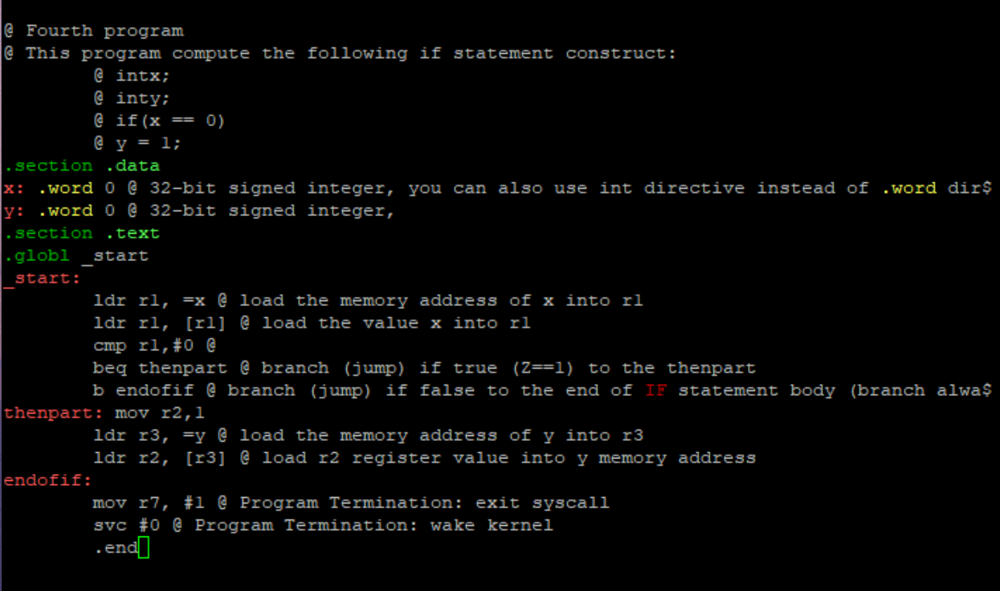 @ Fourth program
@ This program compute the following if statement construct:
@ intx;
@ inty;
@ if(x == 0)
@ y = 1;
.section .data
x: .word 0 @ 32-bit signed integer, you can also use int directive instead of .word dir$
y: .word 0 @ 32-bit signed integer,
.section .text
.globl _start
_start:
ldr r1, =x @ load the memory address of x into r1
ldr r1, [r1] @ load the value x into r1
cmp r1,#0 @
beq thenpart @ branch (jump) if true (Z==1) to the thenpart
b endofif @ branch (jump) if false to the end of IF statement body (branch alwa$
thenpart: mov r2,1
ldr r3, =y @ load the memory address of y into r3
ldr r2, [r3] @ load r2 register value into y memory address
endofif:
mov r7, #1 @ Program Termination: exit syscall
svc #0 @ Program Termination: wake kernel
.end